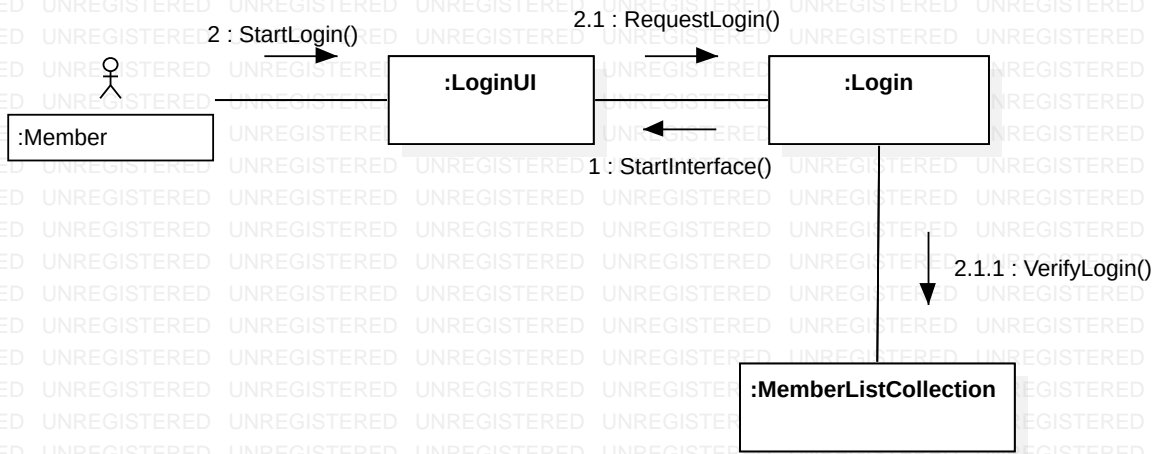 2 : StartLogin()
2.1 : RequestLogin()
:LoginUI
:Login
:Member
1 : StartInterface()
2.1.1 : VerifyLogin()
:MemberListCollection
UNREGISTERED